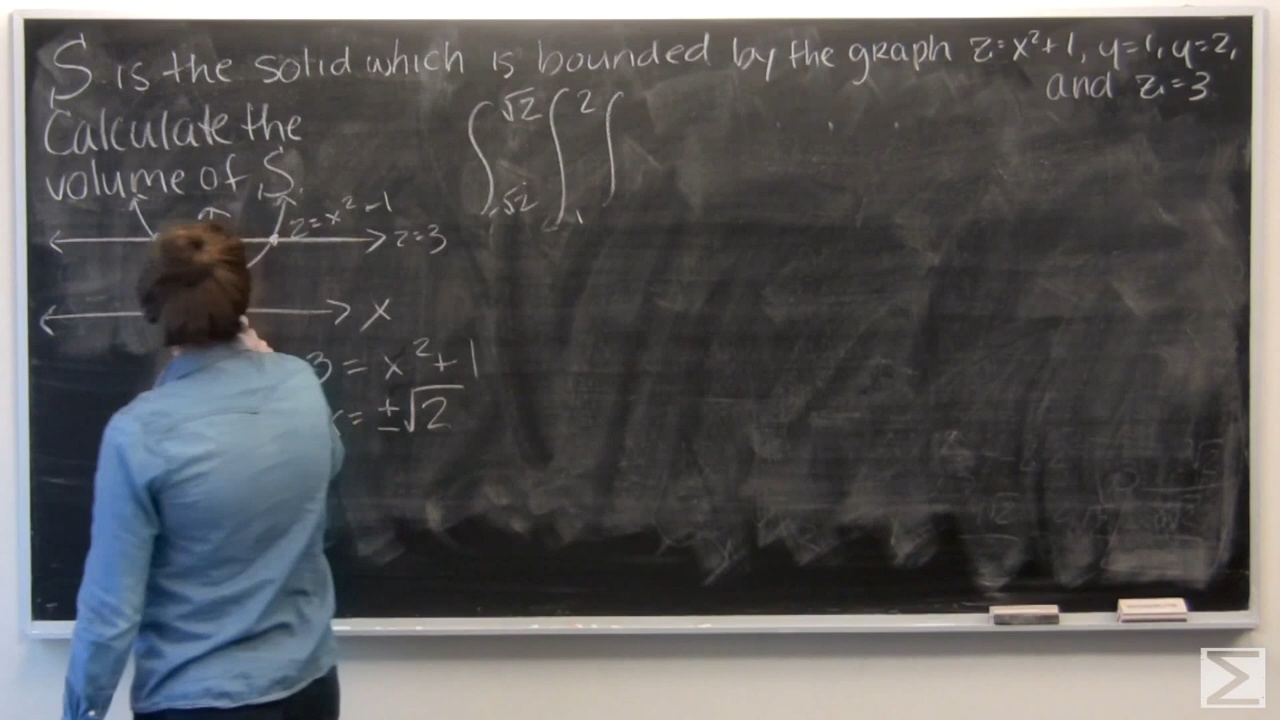 S is the solid which is bounded by the graph z=x²+1, y=1, y=2,
and z=3
Calculate the
volume of S.
∫ √2 -√2 ∫ 2 1 ∫
z=x²+1
z=3
x
3 = x² + 1
x = ±√2
Σ